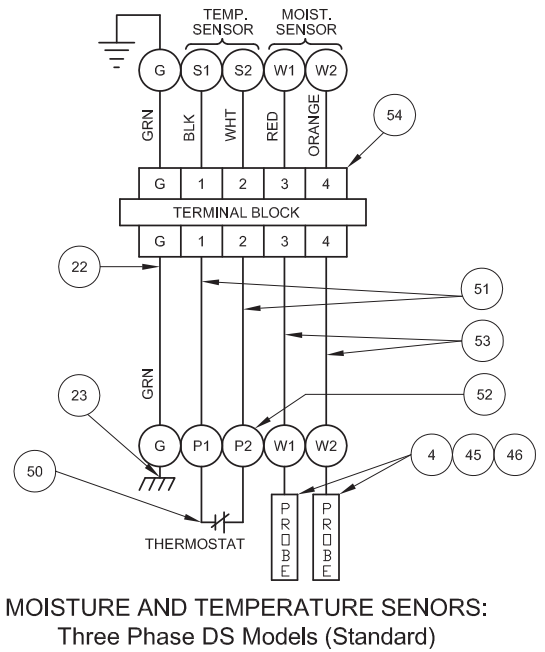 TEMP. MOIST.
SENSOR SENSOR
G S1 S2 W1 W2
GRN BLK WHT RED ORANGE
54
G 1 2 3 4
TERMINAL BLOCK
G 1 2 3 4
22
51
53
GRN
23
52
G P1 P2 W1 W2
4 45 46
50
THERMOSTAT
PROBE PROBE
MOISTURE AND TEMPERATURE SENORS:
Three Phase DS Models (Standard)